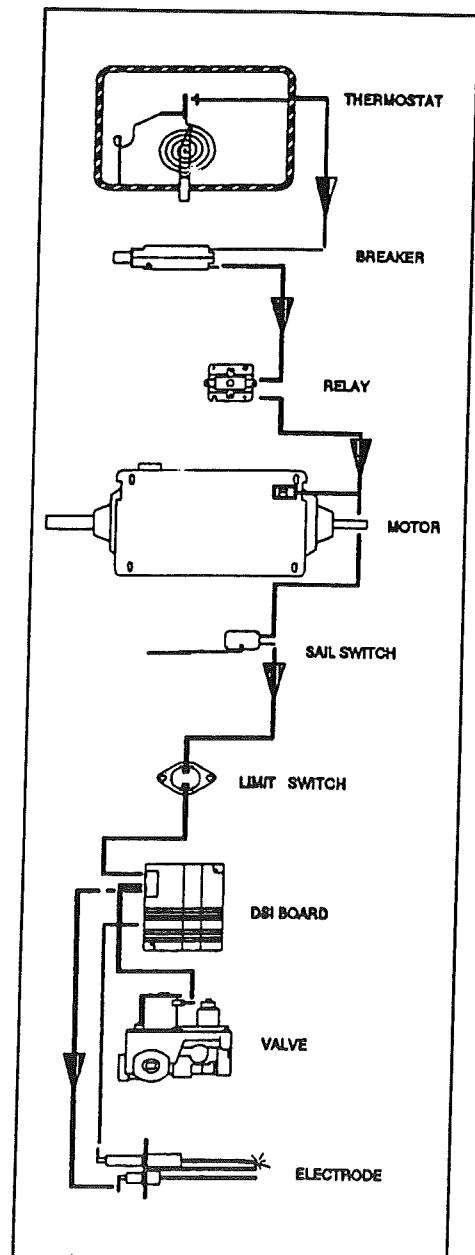 THERMOSTAT
BREAKER
RELAY
MOTOR
SAIL SWITCH
LIMIT SWITCH
DSI BOARD
VALVE
ELECTRODE